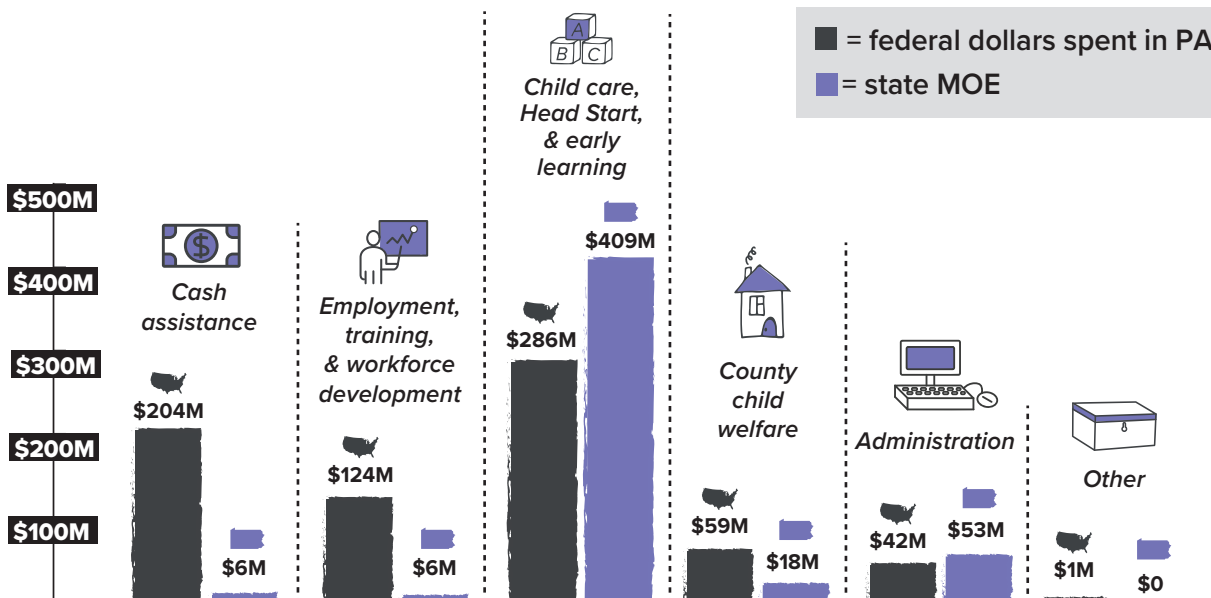 = federal dollars spent in PA
= state MOE
$500M
$400M
$300M
$200M
$100M
$
Cash
assistance
$204M
$6M
Employment,
training,
& workforce
development
$124M
$6M
A
B C
Child care,
Head Start,
& early
learning
$286M
$409M
County
child
welfare
$59M
$18M
Administration
$42M
$53M
Other
$1M
$0